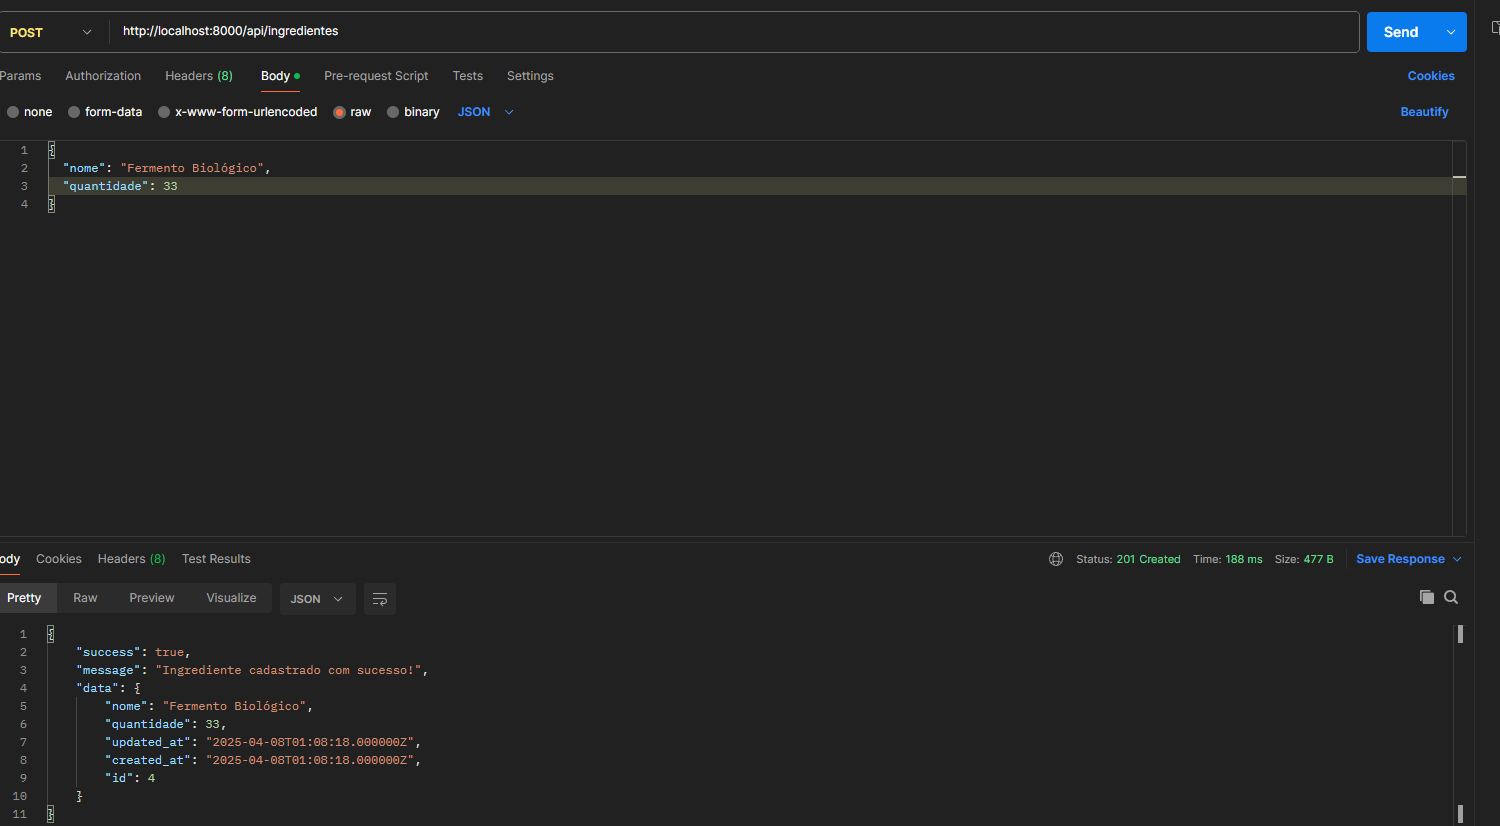 POST http://localhost:8000/api/ingredientes Send
Params Authorization Headers (8) Body Pre-request Script Tests Settings Cookies
none form-data x-www-form-urlencoded raw binary JSON Beautify
1 {
2 "nome": "Fermento Biológico",
3 "quantidade": 33
4 }
ody Cookies Headers (8) Test Results Status: 201 Created Time: 188 ms Size: 477 B Save Response
Pretty Raw Preview Visualize JSON
1 {
2 "success": true,
3 "message": "Ingrediente cadastrado com sucesso!",
4 "data": {
5 "nome": "Fermento Biológico",
6 "quantidade": 33,
7 "updated_at": "2025-04-08T01:08:18.000000Z",
8 "created_at": "2025-04-08T01:08:18.000000Z",
9 "id": 4
10 }
11 }